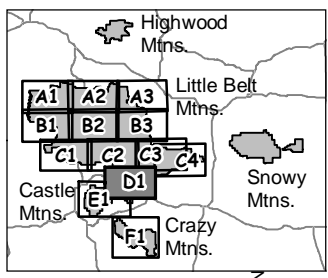 Highwood
Mtns.
Little Belt
Mtns.
A1 A2 A3
B1 B2 B3
C1 C2 C3 C4
D1
Castle
Mtns.
E1
Snowy
Mtns.
F1
Crazy
Mtns.